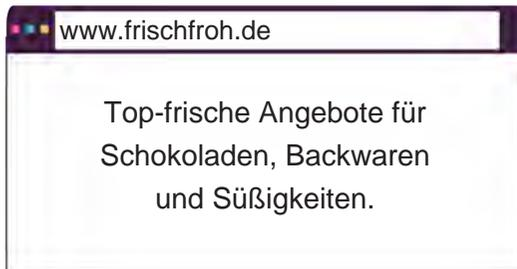 www.frischfroh.de
Top-frische Angebote für
Schokoladen, Backwaren
und Süßigkeiten.